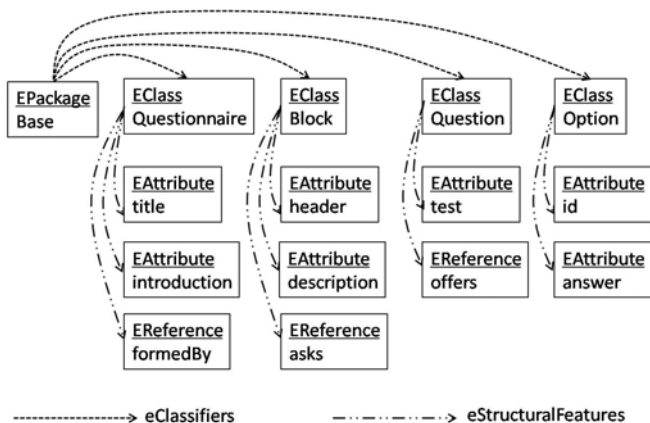 EPackage
Base
EClass
Questionnaire
EClass
Block
EClass
Question
EClass
Option
EAttribute
title
EAttribute
header
EAttribute
test
EAttribute
id
EAttribute
introduction
EAttribute
description
EReference
offers
EAttribute
answer
EReference
formedBy
EReference
asks
eClassifiers
eStructuralFeatures